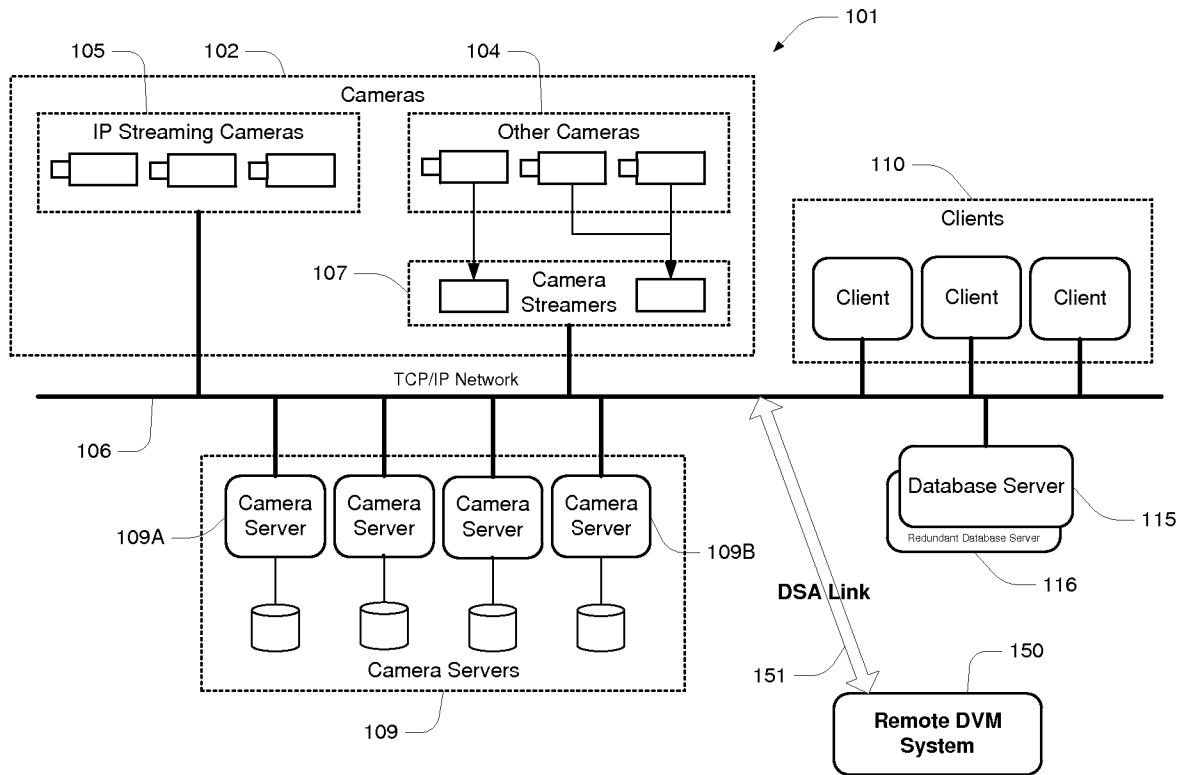 101
105
102
104
Cameras
IP Streaming Cameras
Other Cameras
110
Clients
107
Camera
Streamers
Client
Client
Client
TCP/IP Network
106
Camera
Server
Camera
Server
Camera
Server
Camera
Server
109A
109B
Database Server
115
Redundant Database Server
116
DSA Link
Camera Servers
151
150
109
Remote DVM
System